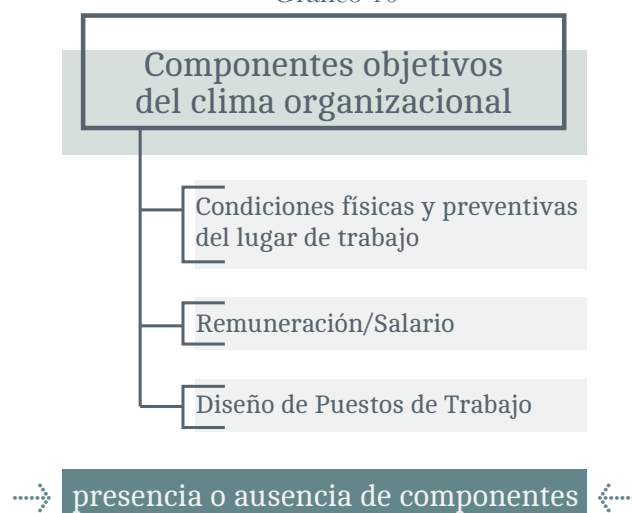 Componentes objetivos
del clima organizacional
Condiciones físicas y preventivas
del lugar de trabajo
Remuneración/Salario
Diseño de Puestos de Trabajo
presencia o ausencia de componentes